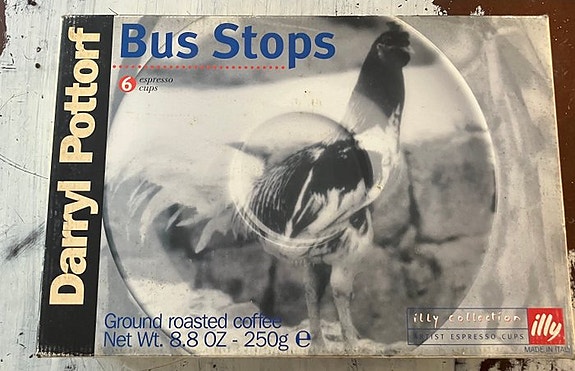 Darryl Pottorf
Bus Stops
6 espresso
cups
Ground roasted coffee
Net Wt. 8.8 OZ - 250g e
illy collection
ARTIST ESPRESSO CUPS
illy
MADE IN ITALY